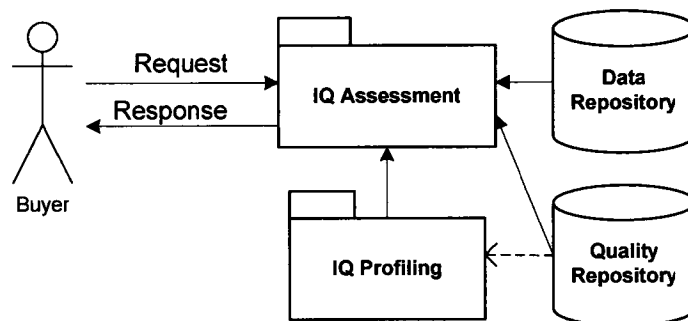 Request
Response
Buyer
IQ Assessment
Data
Repository
IQ Profiling
Quality
Repository